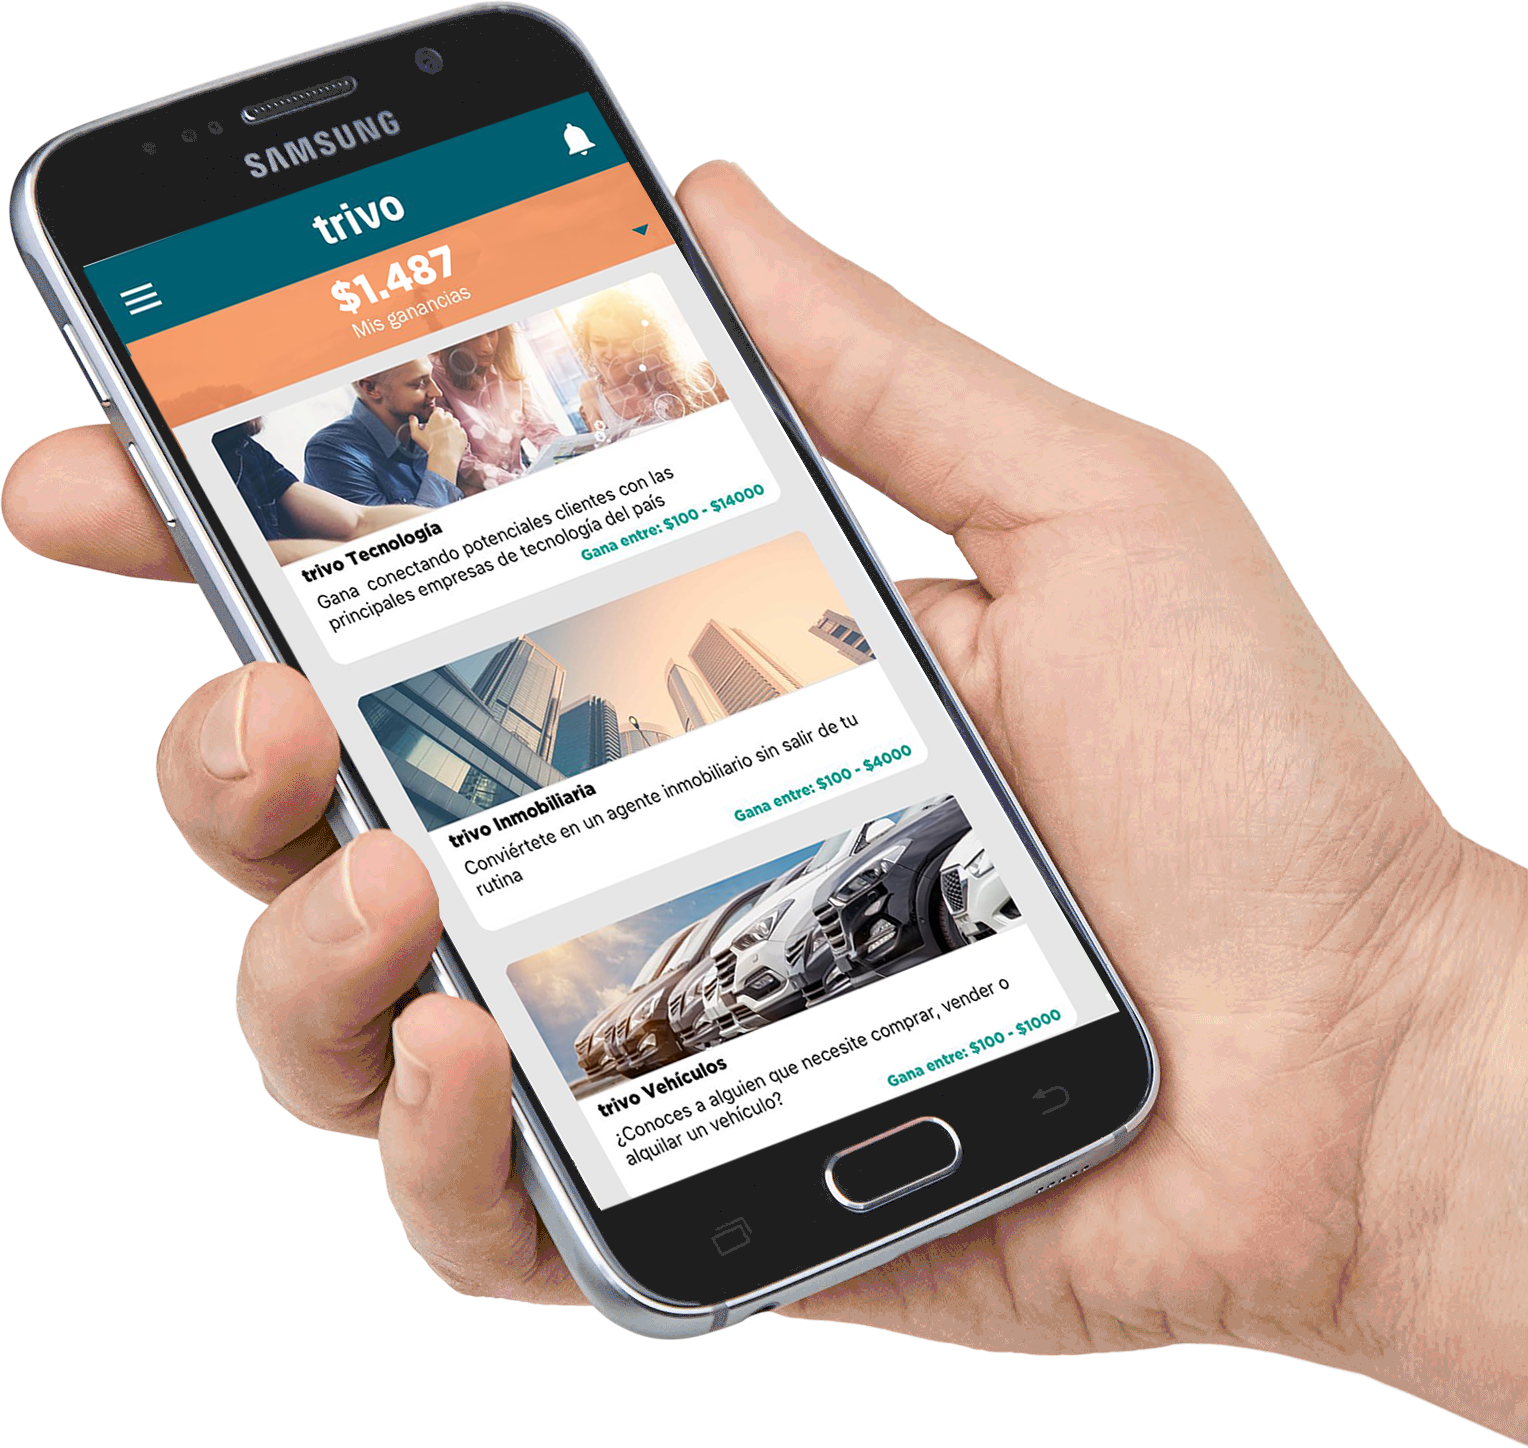 SAMSUNG
trivo
$1.487
Mis ganancias
trivo Tecnología
Gana conectando potenciales clientes con las
principales empresas de tecnología del país
Gana entre: $100 - $14000
trivo Inmobiliaria
Conviértete en un agente inmobiliario sin salir de tu
rutina
Gana entre: $100 - $4000
trivo Vehículos
¿Conoces a alguien que necesite comprar, vender o
alquilar un vehículo?
Gana entre: $100 - $1000